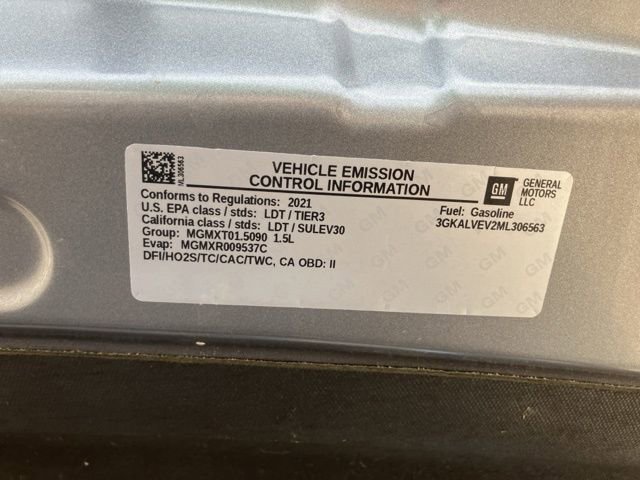 ML306563
VEHICLE EMISSION
CONTROL INFORMATION
GM
GENERAL
MOTORS
LLC
Conforms to Regulations: 2021
U.S. EPA class / stds: LDT / TIER3
California class / stds: LDT / SULEV30
Group: MGMXT01.5090 1.5L
Evap: MGMXR009537C
DFI/HO2S/TC/CAC/TWC, CA OBD: II
Fuel: Gasoline
3GKALVEV2ML306563